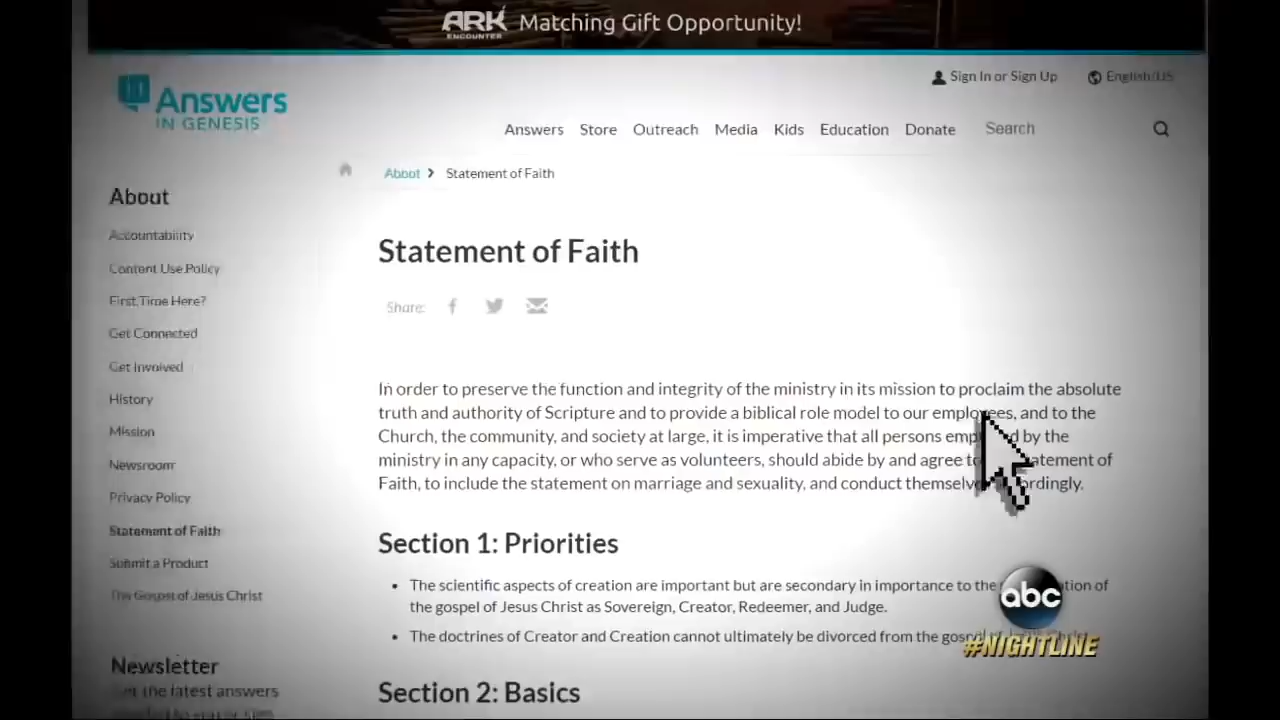 ARK
ENCOUNTER
Matching Gift Opportunity!
Answers
IN GENESIS
Sign In or Sign Up
English/US
Answers
Store
Outreach
Media
Kids
Education
Donate
Search
About
Statement of Faith
About
Accountability
Content Use Policy
First Time Here?
Get Connected
Get Involved
History
Mission
Newsroom
Privacy Policy
Statement of Faith
Submit a Product
The Gospel of Jesus Christ
Newsletter
Get the latest answers
Statement of Faith
Share:
In order to preserve the function and integrity of the ministry in its mission to proclaim the absolute
truth and authority of Scripture and to provide a biblical role model to our employees, and to the
Church, the community, and society at large, it is imperative that all persons by the
ministry in any capacity, or who serve as volunteers, should abide by and agree
Faith, to include the statement on marriage and sexuality, and conduct
Section 1: Priorities
The scientific aspects of creation are important but are secondary in importance to the of
the gospel of Jesus Christ as Sovereign, Creator, Redeemer, and Judge.
The doctrines of Creator and Creation cannot ultimately be divorced from the
Section 2: Basics
abc
#NIGHTLINE